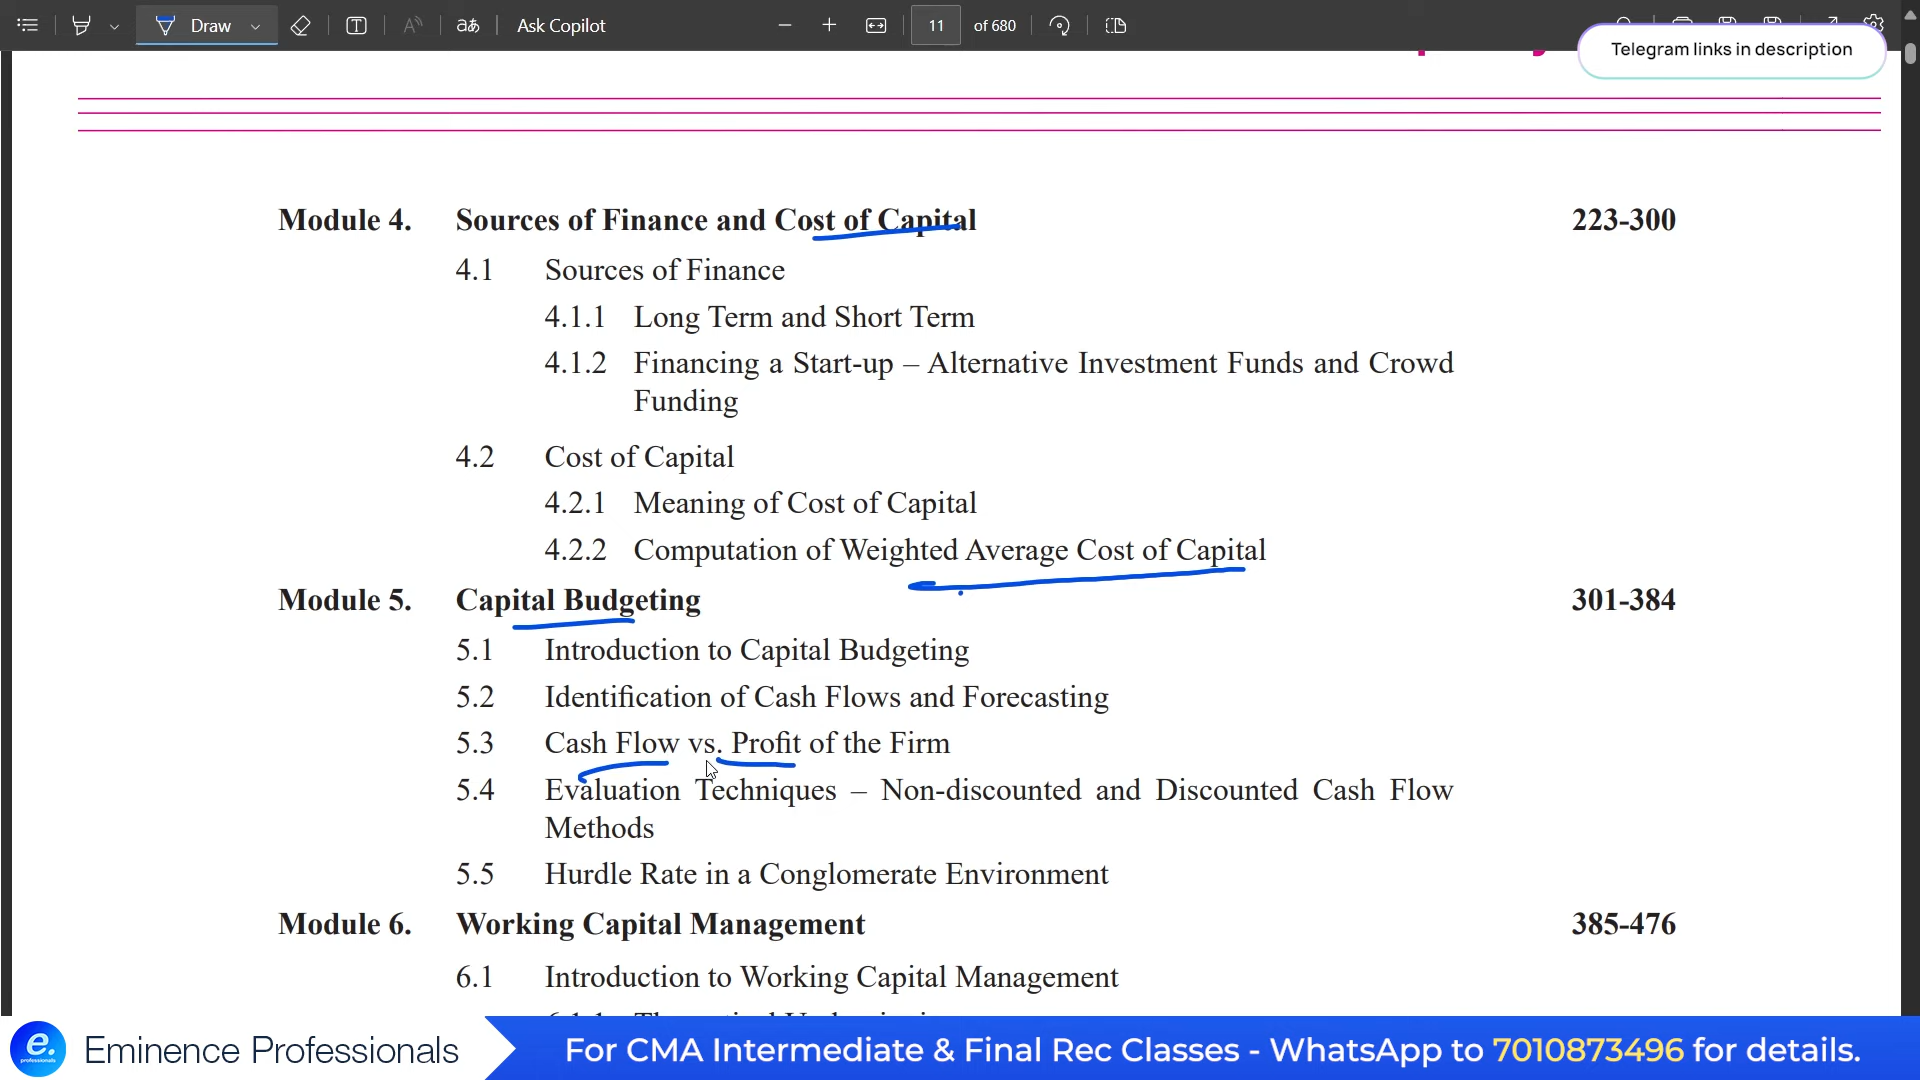 Draw
aあ
Ask Copilot
11
of 680
Telegram links in description
Module 4.
Sources of Finance and Cost of Capital
223-300
4.1 Sources of Finance
4.1.1 Long Term and Short Term
4.1.2 Financing a Start-up – Alternative Investment Funds and Crowd
Funding
4.2 Cost of Capital
4.2.1 Meaning of Cost of Capital
4.2.2 Computation of Weighted Average Cost of Capital
Module 5.
Capital Budgeting
301-384
5.1 Introduction to Capital Budgeting
5.2 Identification of Cash Flows and Forecasting
5.3 Cash Flow vs. Profit of the Firm
5.4 Evaluation Techniques – Non-discounted and Discounted Cash Flow
Methods
5.5 Hurdle Rate in a Conglomerate Environment
Module 6.
Working Capital Management
385-476
6.1 Introduction to Working Capital Management
e.
professionals
Eminence Professionals
For CMA Intermediate & Final Rec Classes - WhatsApp to 7010873496 for details.